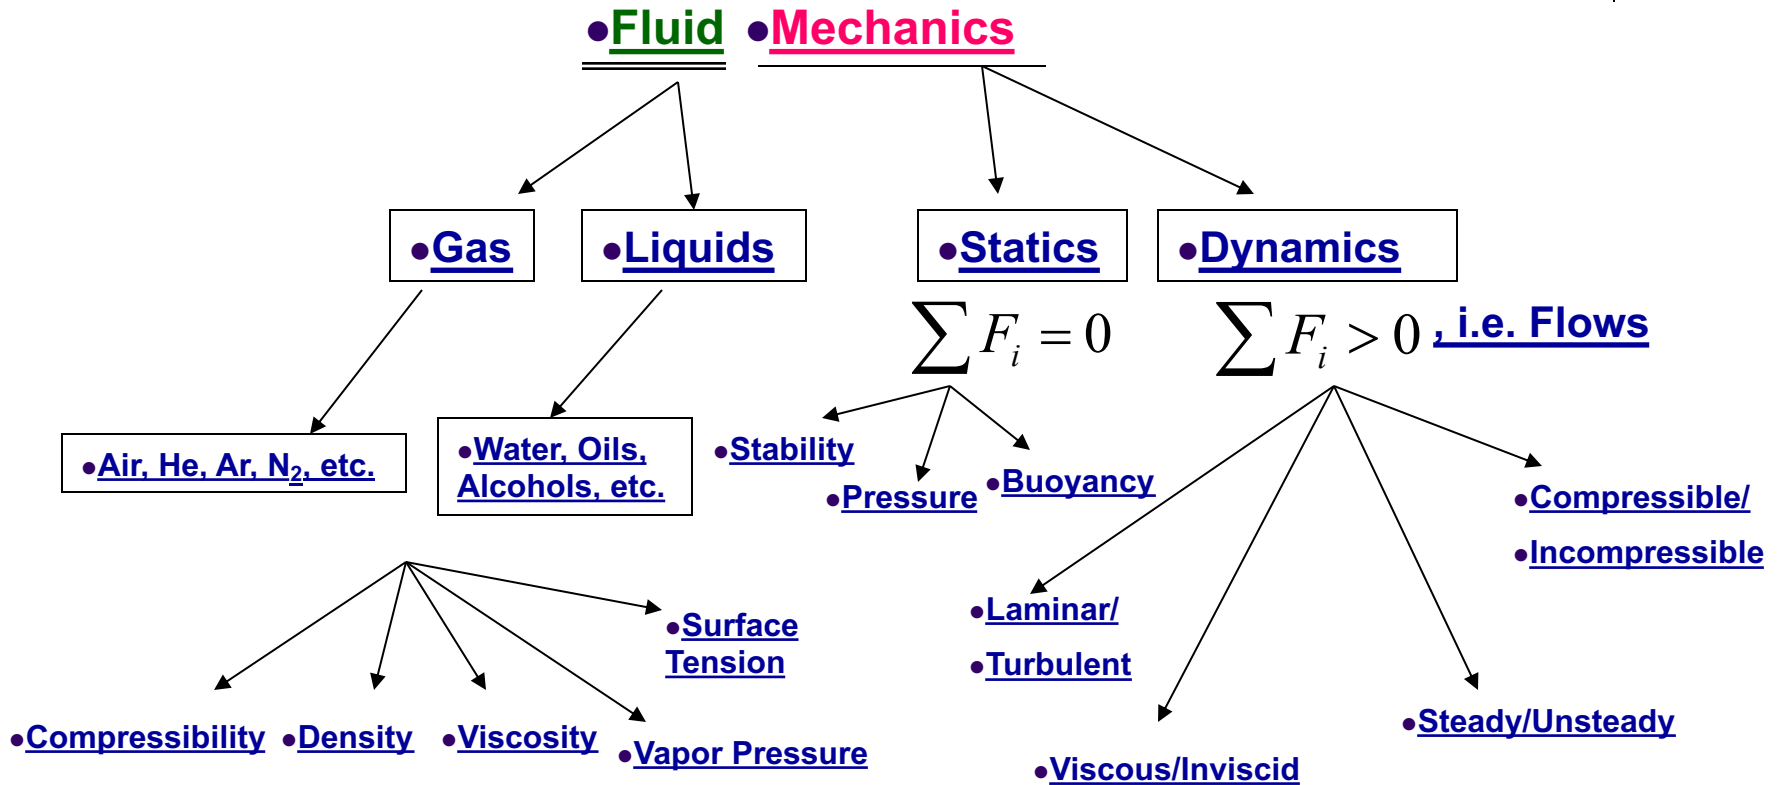 •Fluid •Mechanics
•Gas
•Liquids
•Statics
•Dynamics
∑ F_i = 0
∑ F_i > 0 , i.e. Flows
•Air, He, Ar, N₂, etc.
•Water, Oils,
Alcohols, etc.
•Stability
•Pressure
•Buoyancy
•Compressible/
•Incompressible
•Laminar/
•Turbulent
•Surface
Tension
•Compressibility
•Density
•Viscosity
•Vapor Pressure
•Viscous/Inviscid
•Steady/Unsteady